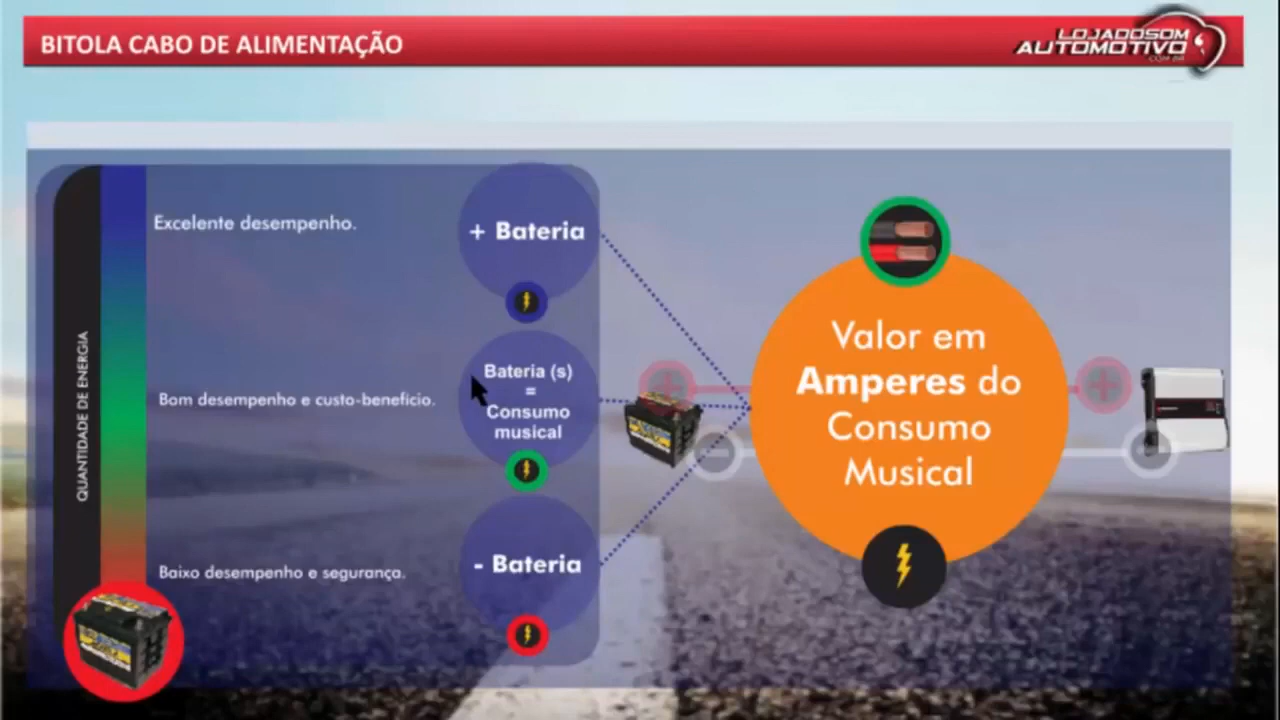 BITOLA CABO DE ALIMENTAÇÃO
LOJADOSOM
AUTOMOTIVO
.COM.BR
QUANTIDADE DE ENERGIA
Excelente desempenho.
+ Bateria
Bom desempenho e custo-benefício.
Bateria (s)
=
Consumo
musical
Baixo desempenho e segurança.
- Bateria
Valor em
Amperes do
Consumo
Musical